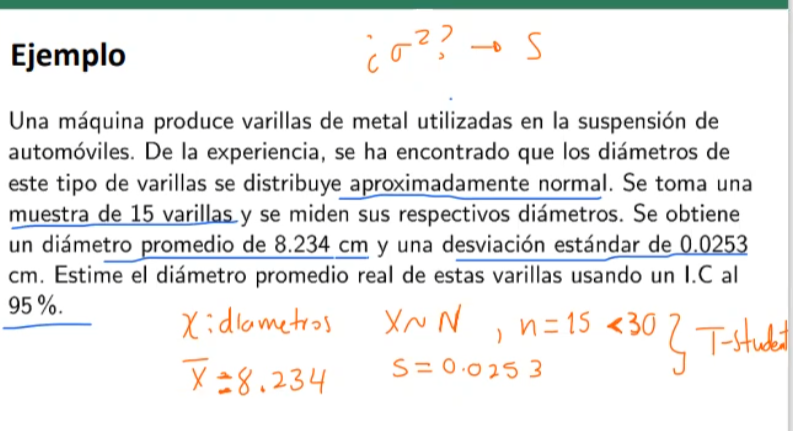 Ejemplo
¿σ²? → S
Una máquina produce varillas de metal utilizadas en la suspensión de
automóviles. De la experiencia, se ha encontrado que los diámetros de
este tipo de varillas se distribuye aproximadamente normal. Se toma una
muestra de 15 varillas y se miden sus respectivos diámetros. Se obtiene
un diámetro promedio de 8.234 cm y una desviación estándar de 0.0253
cm. Estime el diámetro promedio real de estas varillas usando un I.C al
95 %.
X: diametros X~N , n=15 <30 } T-student
X̄ = 8.234 S = 0.0253